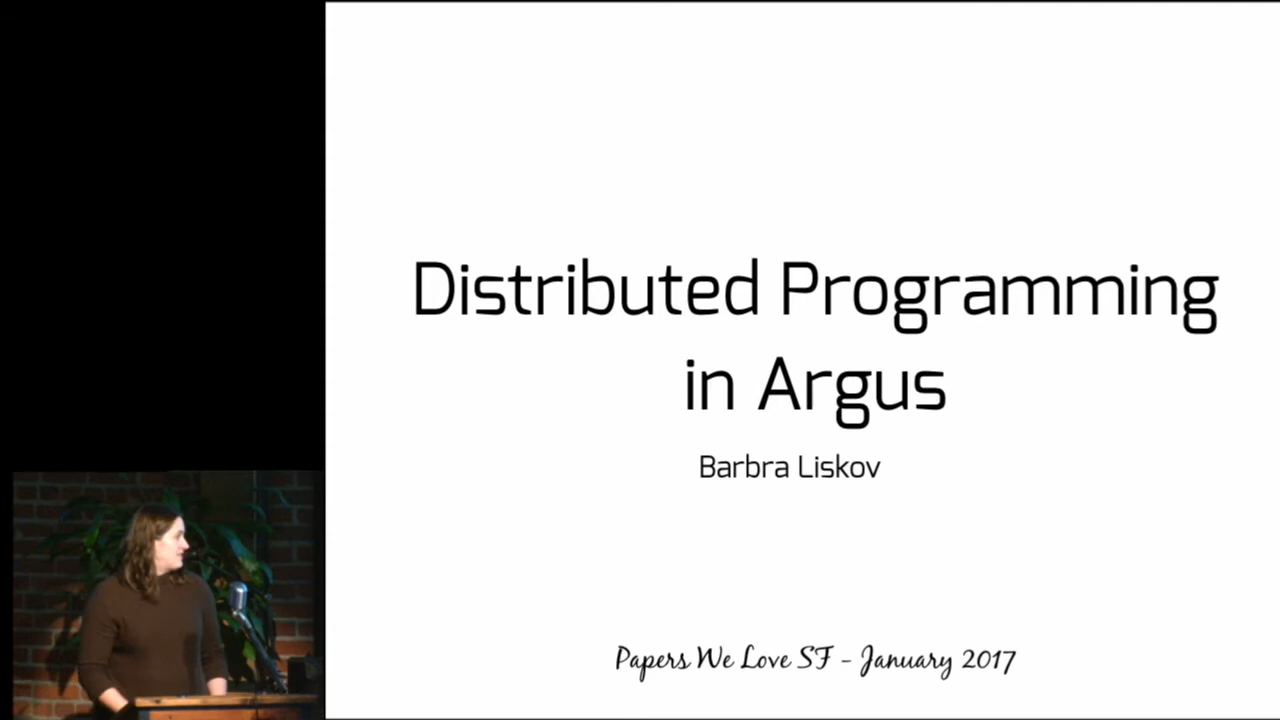 Distributed Programming
in Argus
Barbra Liskov
Papers We Love SF - January 2017